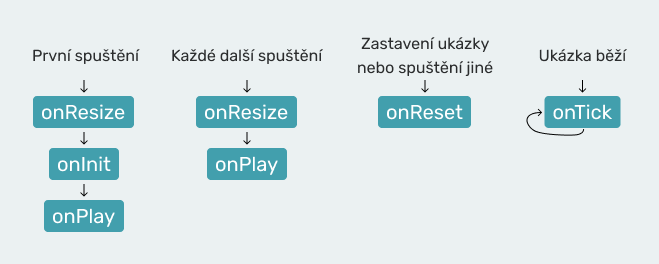 První spuštění
onResize
onInit
onPlay
Každé další spuštění
onResize
onPlay
Zastavení ukázky
nebo spuštění jiné
onReset
Ukázka běží
onTick